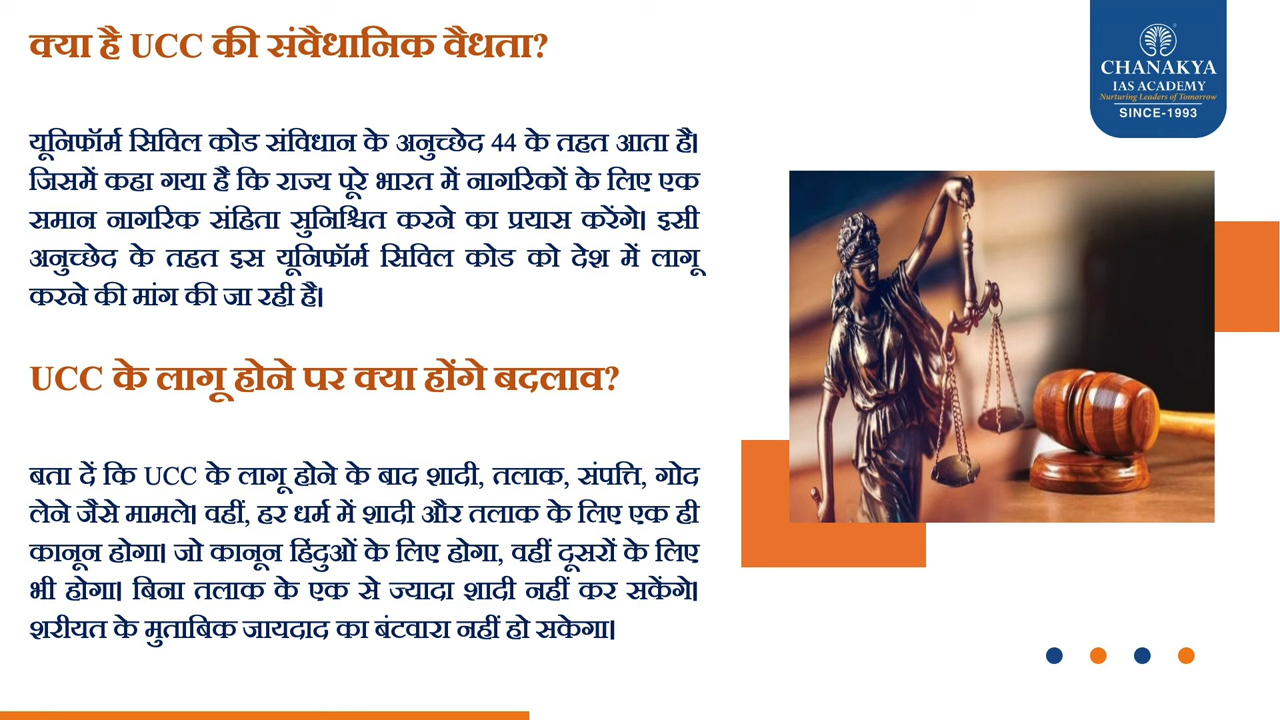 क्या है UCC की संवैधानिक वैधता?
CHANAKYA
IAS ACADEMY
Nurturing Leaders of Tomorrow
SINCE-1993
यूनिफॉर्म सिविल कोड संविधान के अनुच्छेद 44 के तहत आता है।
जिसमें कहा गया है कि राज्य पूरे भारत में नागरिकों के लिए एक
समान नागरिक संहिता सुनिश्चित करने का प्रयास करेंगे। इसी
अनुच्छेद के तहत इस यूनिफॉर्म सिविल कोड को देश में लागू
करने की मांग की जा रही है।
UCC के लागू होने पर क्या होंगे बदलाव?
बता दें कि UCC के लागू होने के बाद शादी, तलाक, संपत्ति, गोद
लेने जैसे मामले। वहीं, हर धर्म में शादी और तलाक के लिए एक ही
कानून होगा। जो कानून हिंदुओं के लिए होगा, वहीं दूसरों के लिए
भी होगा। बिना तलाक के एक से ज्यादा शादी नहीं कर सकेंगे।
शरीयत के मुताबिक जायदाद का बंटवारा नहीं हो सकेगा।